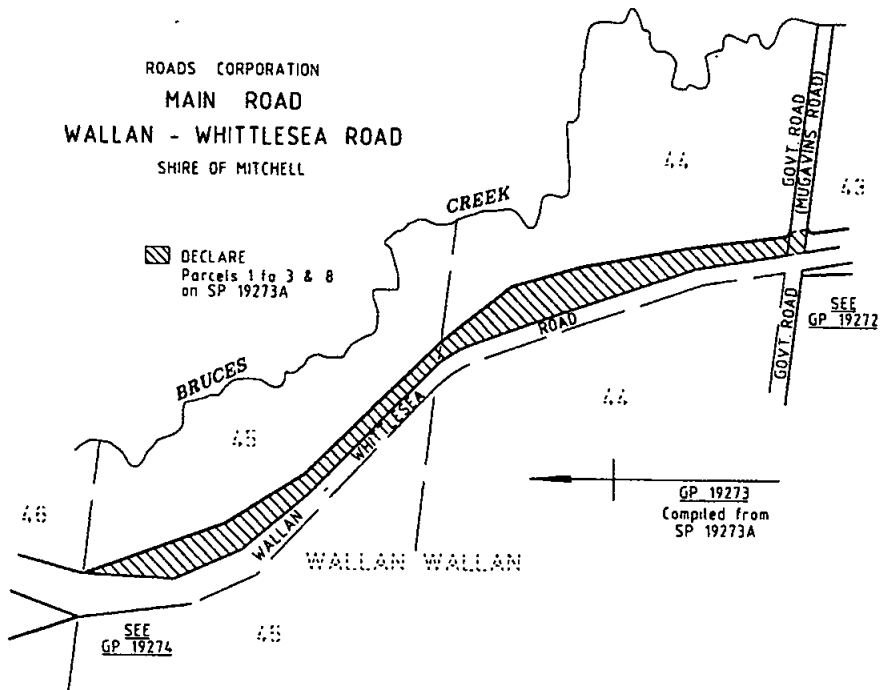 ROADS CORPORATION
MAIN ROAD
WALLAN - WHITTLESEA ROAD
SHIRE OF MITCHELL
DECLARE
Parcels 1 to 3 & 8
on SP 19273A
CREEK
BRUCES
44
43
GOVT ROAD
(MUGAVINS ROAD)
SEE
GP 19272
GOVT ROAD
WALLAN WHITTLESEA ROAD
45
46
44
GP 19273
Compiled from
SP 19273A
WALLAN WALLAN
SEE
GP 19274
45